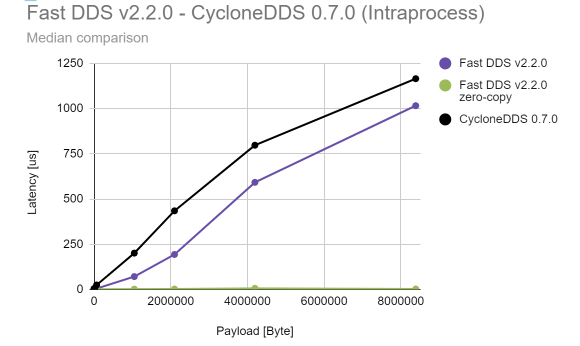 Fast DDS v2.2.0 - CycloneDDS 0.7.0 (Intraprocess)
Median comparison
1250
1000
750
500
250
0
Latency [us]
0 2000000 4000000 6000000 8000000
Payload [Byte]
Fast DDS v2.2.0
Fast DDS v2.2.0
zero-copy
CycloneDDS 0.7.0